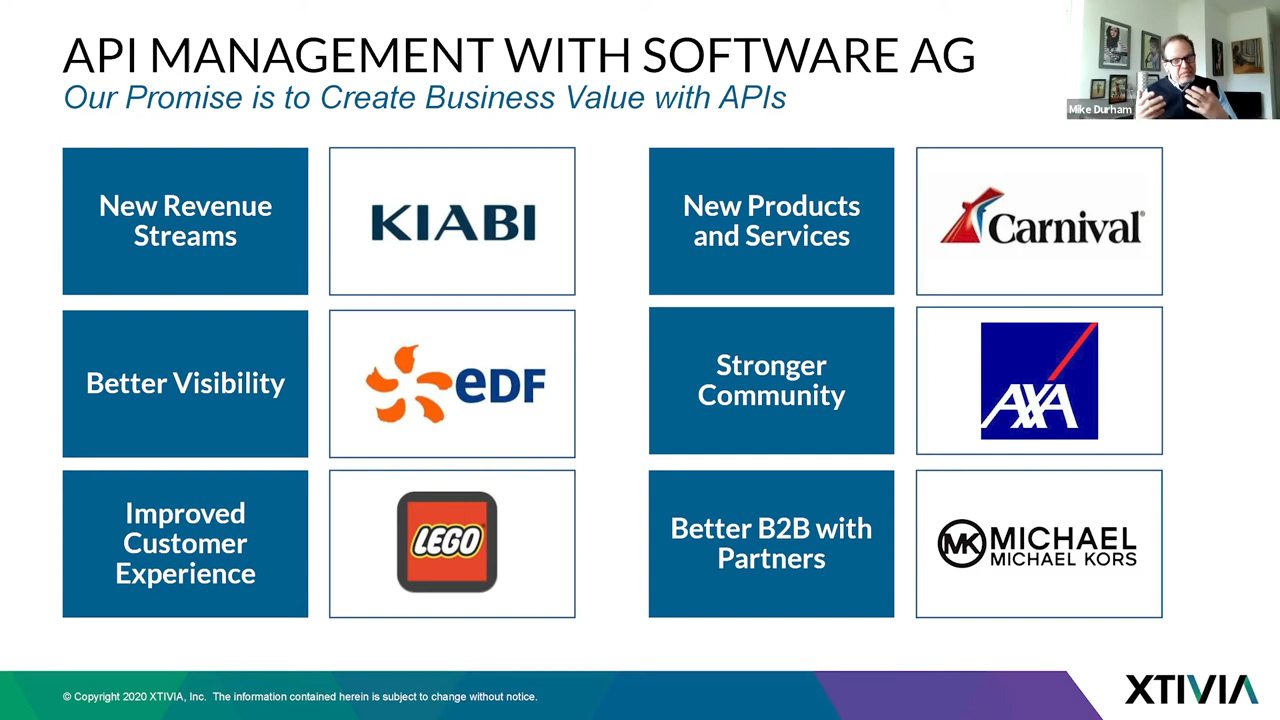 API MANAGEMENT WITH SOFTWARE AG
Our Promise is to Create Business Value with APIs
Mike Durham
New Revenue
Streams
KIABI
New Products
and Services
Carnival®
Better Visibility
eDF
Stronger
Community
AXA
Improved
Customer
Experience
LEGO
Better B2B with
Partners
MK MICHAEL
MICHAEL KORS
© Copyright 2020 XTIVIA, Inc. The information contained herein is subject to change without notice.
XTIVIA